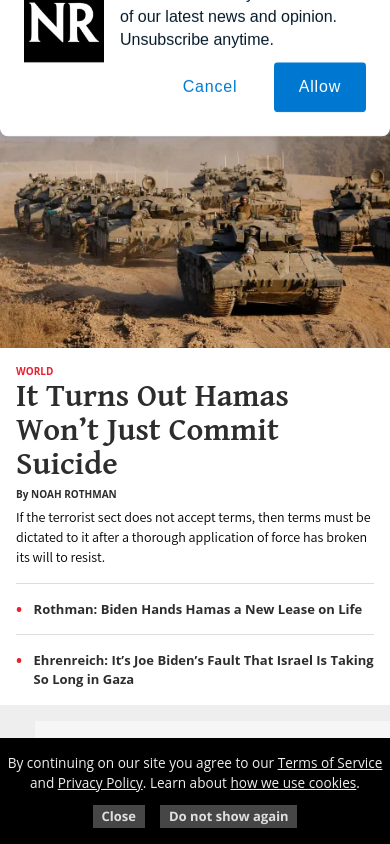 NR
of our latest news and opinion.
Unsubscribe anytime.
Cancel
Allow
WORLD
It Turns Out Hamas
Won’t Just Commit
Suicide
By NOAH ROTHMAN
If the terrorist sect does not accept terms, then terms must be
dictated to it after a thorough application of force has broken
its will to resist.
• Rothman: Biden Hands Hamas a New Lease on Life
• Ehrenreich: It’s Joe Biden’s Fault That Israel Is Taking
So Long in Gaza
By continuing on our site you agree to our Terms of Service
and Privacy Policy. Learn about how we use cookies.
Close
Do not show again